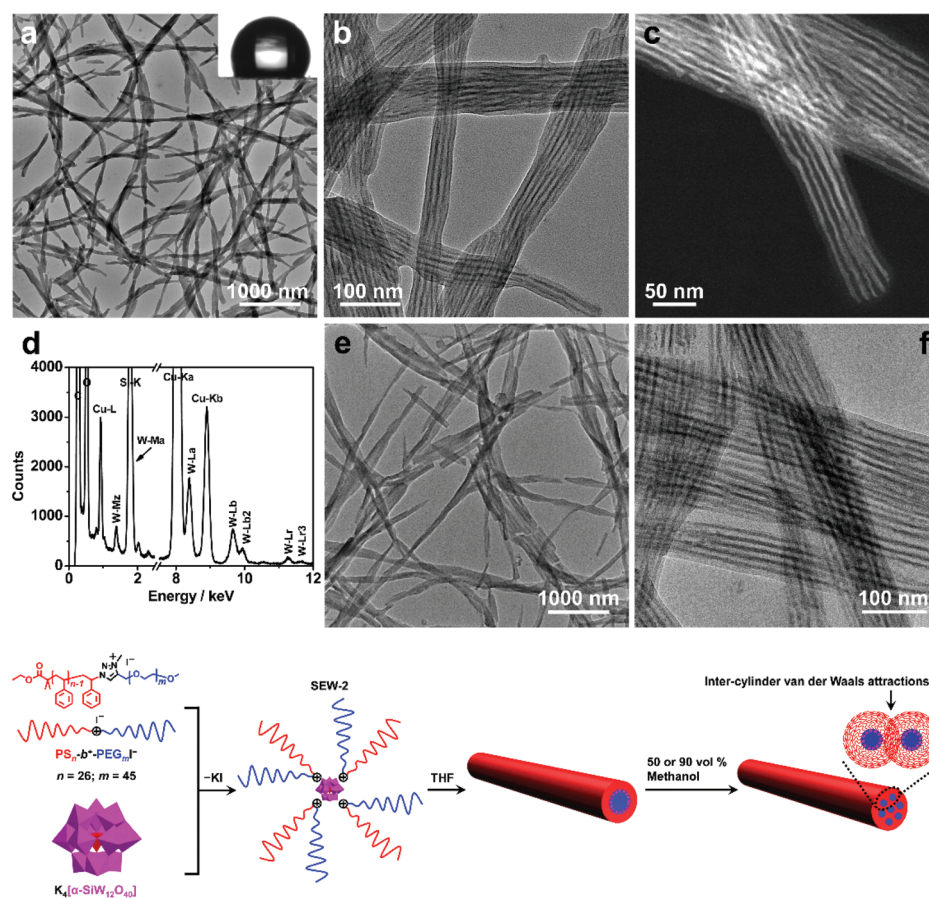 a
b
c
1000 nm
100 nm
50 nm
d
4000
3000
2000
1000
0
Counts
C
O
Cu-L
W-Mz
Si-K
W-Ma
Cu-Ka
W-La
Cu-Kb
W-Lb
W-Lb2
W-Lr
W-Lr3
0 2 8 10 12
Energy / keV
e
1000 nm
f
100 nm
I⁻
n-1
m
I⁻
PSn-b⁺-PEGmI⁻
n = 26; m = 45
K₄[α-SiW₁₂O₄₀]
−KI
SEW-2
THF
50 or 90 vol %
Methanol
Inter-cylinder van der Waals attractions